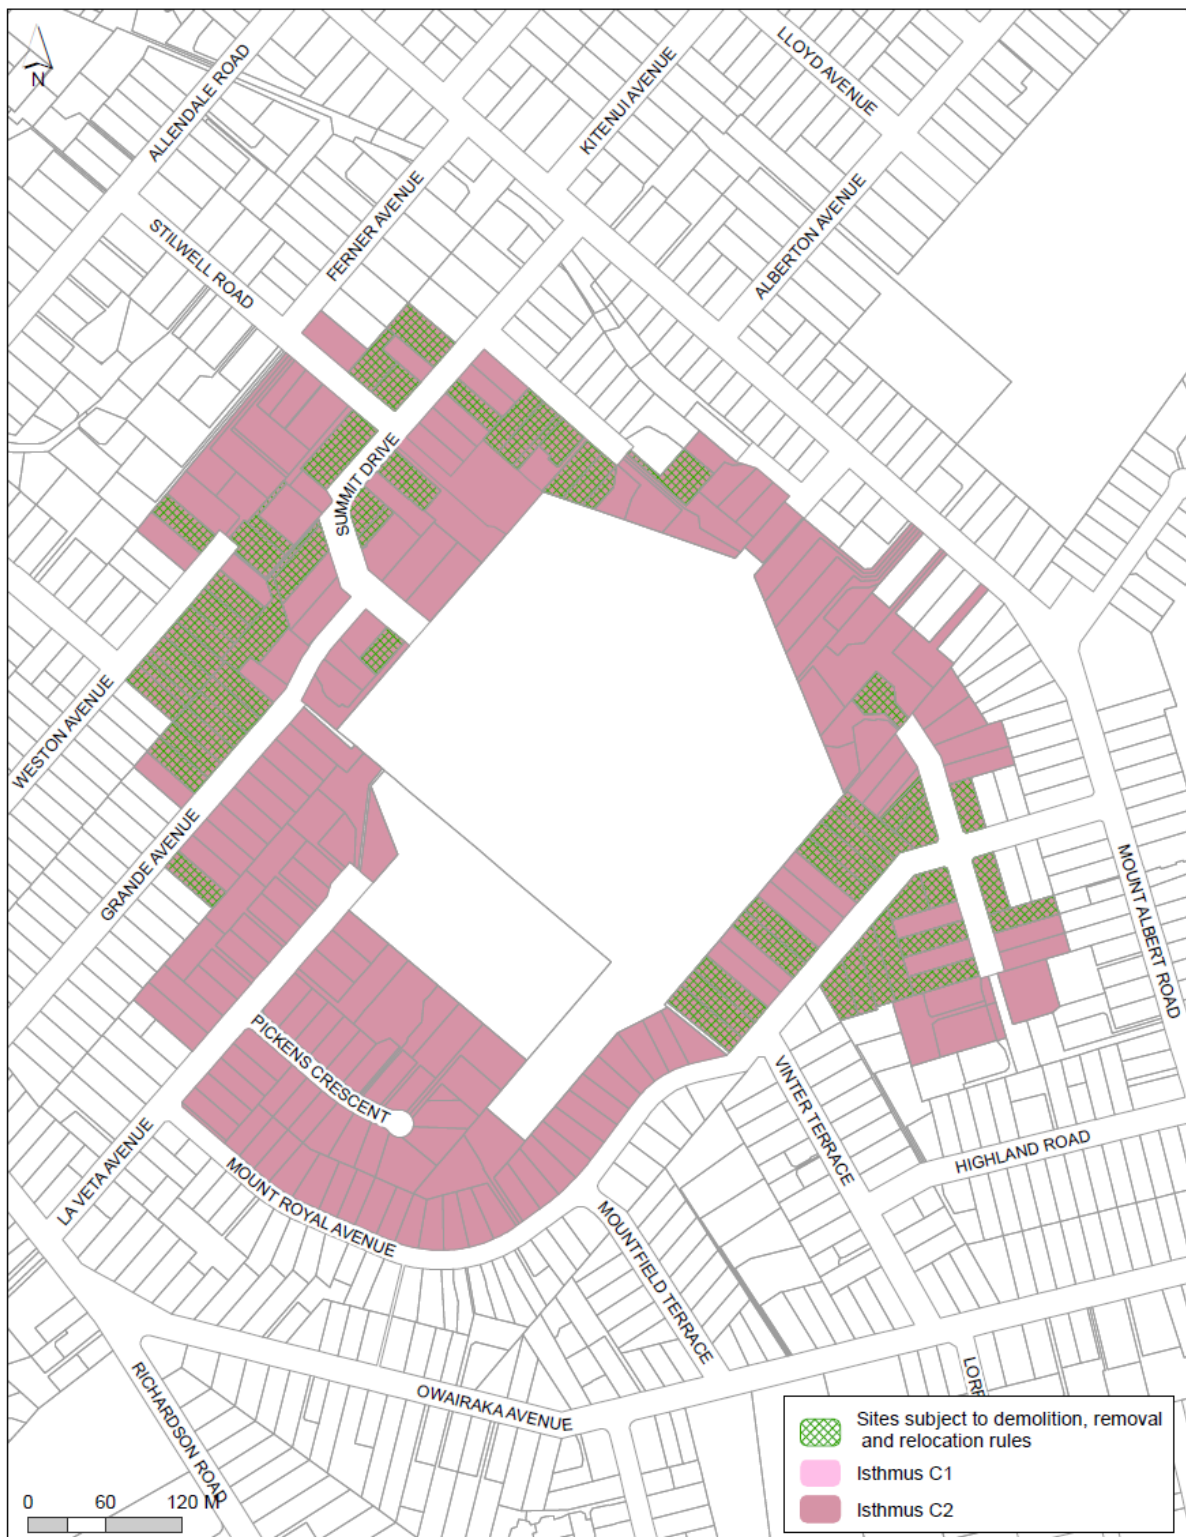 LLOYD AVENUE
KITENUI AVENUE
ALLENDALE ROAD
N
ALBERTON AVENUE
FERNER AVENUE
STILWELL ROAD
SUMMIT DRIVE
WESTON AVENUE
GRANDE AVENUE
MOUNT ALBERT ROAD
PICKENS CRESCENT
VINTER TERRACE
HIGHLAND ROAD
LA VETA AVENUE
MOUNT ROYAL AVENUE
MOUNTFIELD TERRACE
RICHARDSON ROAD
OWAIRAKA AVENUE
Sites subject to demolition, removal
and relocation rules
Isthmus C1
Isthmus C2
0 60 120 M